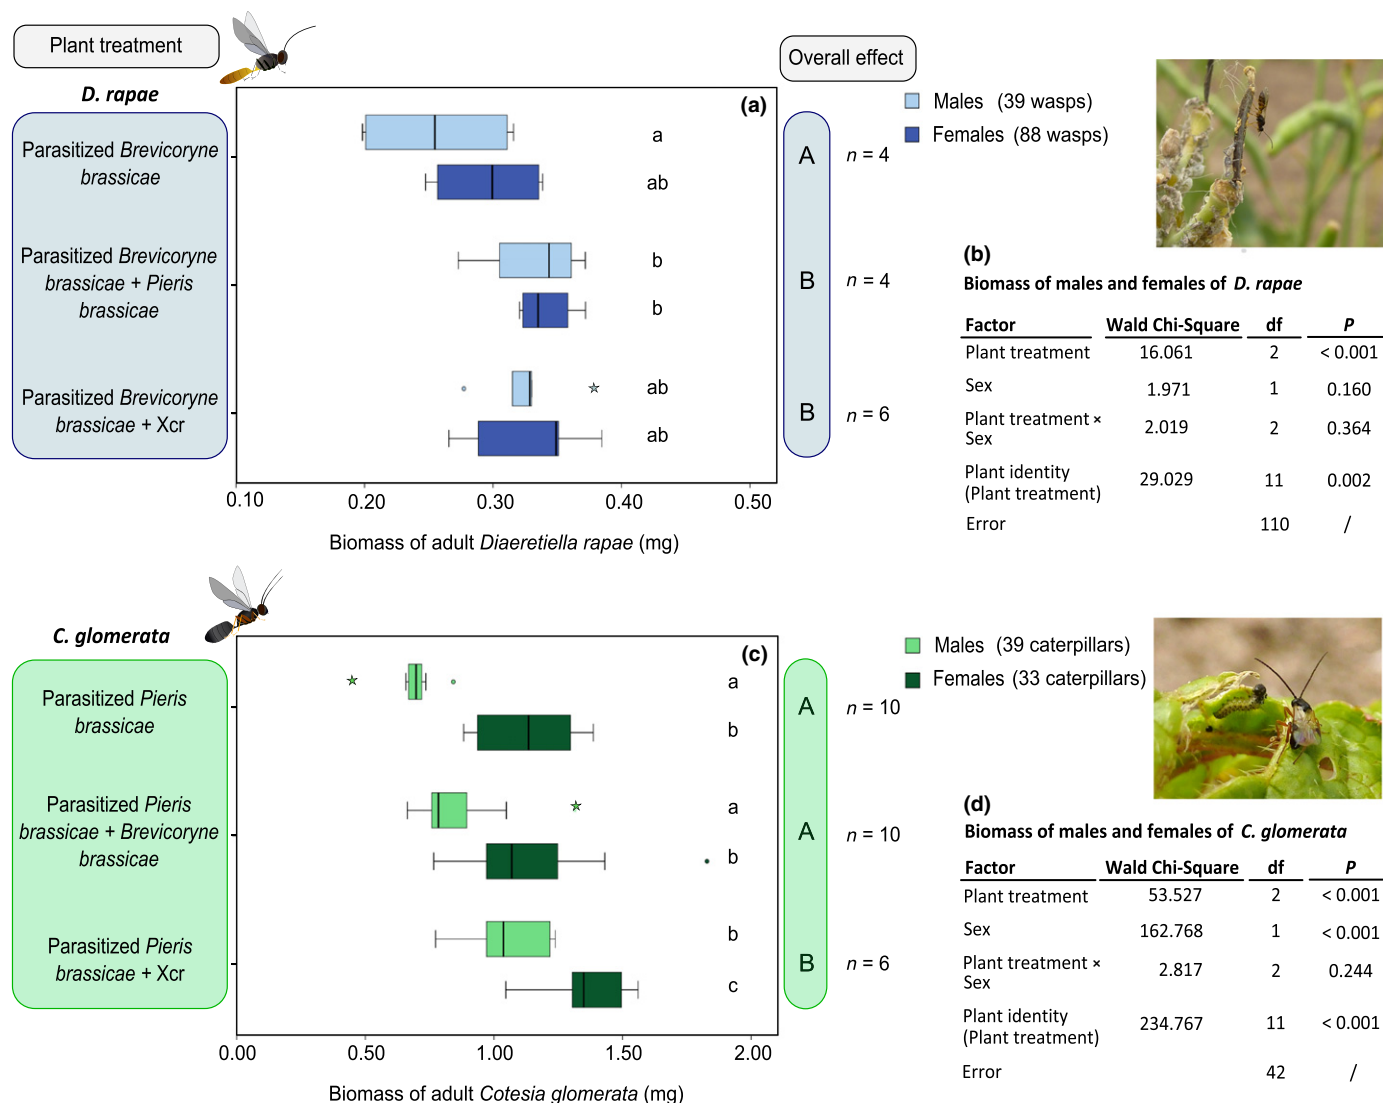 Plant treatment
Overall effect
D. rapae
(a)
Males (39 wasps)
Females (88 wasps)
Parasitized Brevicoryne
brassicae
a
ab
A
n = 4
Parasitized Brevicoryne
brassicae + Pieris
brassicae
b
b
B
n = 4
Parasitized Brevicoryne
brassicae + Xcr
ab
ab
B
n = 6
0.10 0.20 0.30 0.40 0.50
Biomass of adult Diaeretiella rapae (mg)
(b)
Biomass of males and females of D. rapae
Factor Wald Chi-Square df P
Plant treatment 16.061 2 < 0.001
Sex 1.971 1 0.160
Plant treatment ×
Sex 2.019 2 0.364
Plant identity
(Plant treatment) 29.029 11 0.002
Error 110 /
C. glomerata
(c)
Males (39 caterpillars)
Females (33 caterpillars)
Parasitized Pieris
brassicae
a
b
A
n = 10
Parasitized Pieris
brassicae + Brevicoryne
brassicae
a
b
A
n = 10
Parasitized Pieris
brassicae + Xcr
b
c
B
n = 6
0.00 0.50 1.00 1.50 2.00
Biomass of adult Cotesia glomerata (mg)
(d)
Biomass of males and females of C. glomerata
Factor Wald Chi-Square df P
Plant treatment 53.527 2 < 0.001
Sex 162.768 1 < 0.001
Plant treatment ×
Sex 2.817 2 0.244
Plant identity
(Plant treatment) 234.767 11 < 0.001
Error 42 /